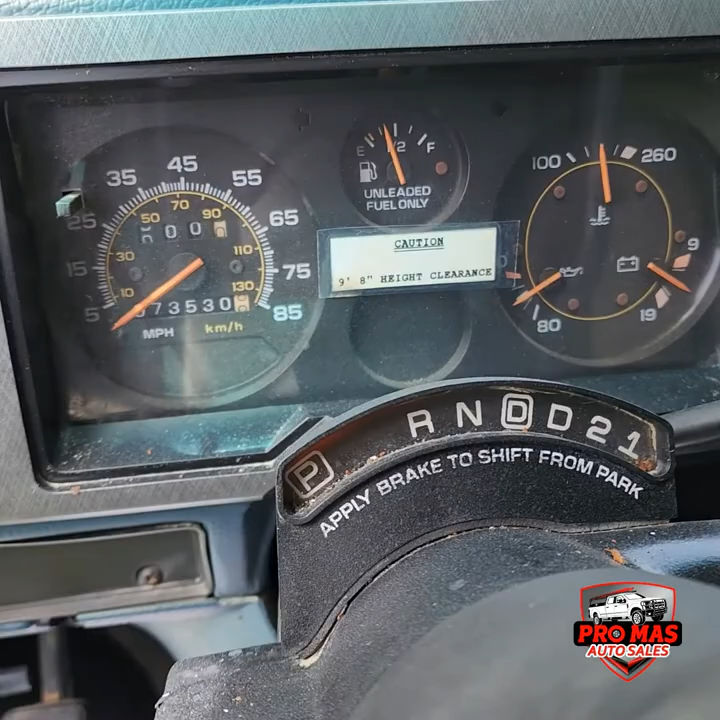 35 45 55
25 50 70 90 65
0 0 0
15 30 110 75
10 130
5 73530 85
MPH km/h
E 1/2 F
UNLEADED
FUEL ONLY
CAUTION
9' 8" HEIGHT CLEARANCE
100 260
9
80 19
P R N D D 2 1
APPLY BRAKE TO SHIFT FROM PARK
PRO MAS
AUTO SALES